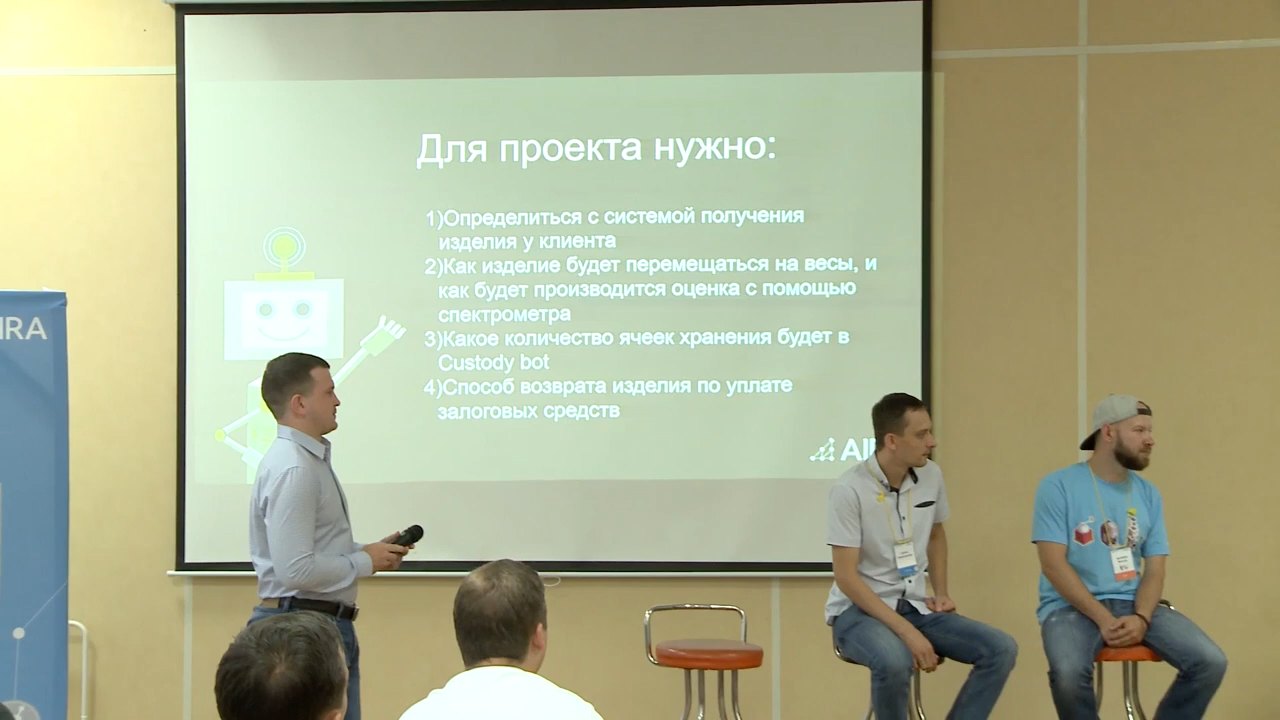 Для проекта нужно:
1)Определиться с системой получения
изделия у клиента
2)Как изделие будет перемещаться на весы, и
как будет производится оценка с помощью
спектрометра
3)Какое количество ячеек хранения будет в
Custody bot
4)Способ возврата изделия по уплате
залоговых средств